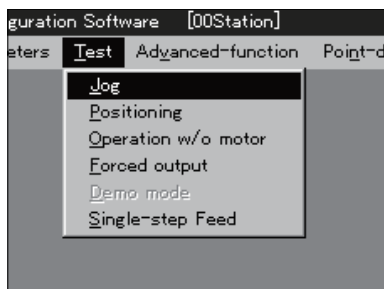 guration Software [00Station]
eters Test Advanced-function Point-d
Jog
Positioning
Operation w/o motor
Forced output
Demo mode
Single-step Feed